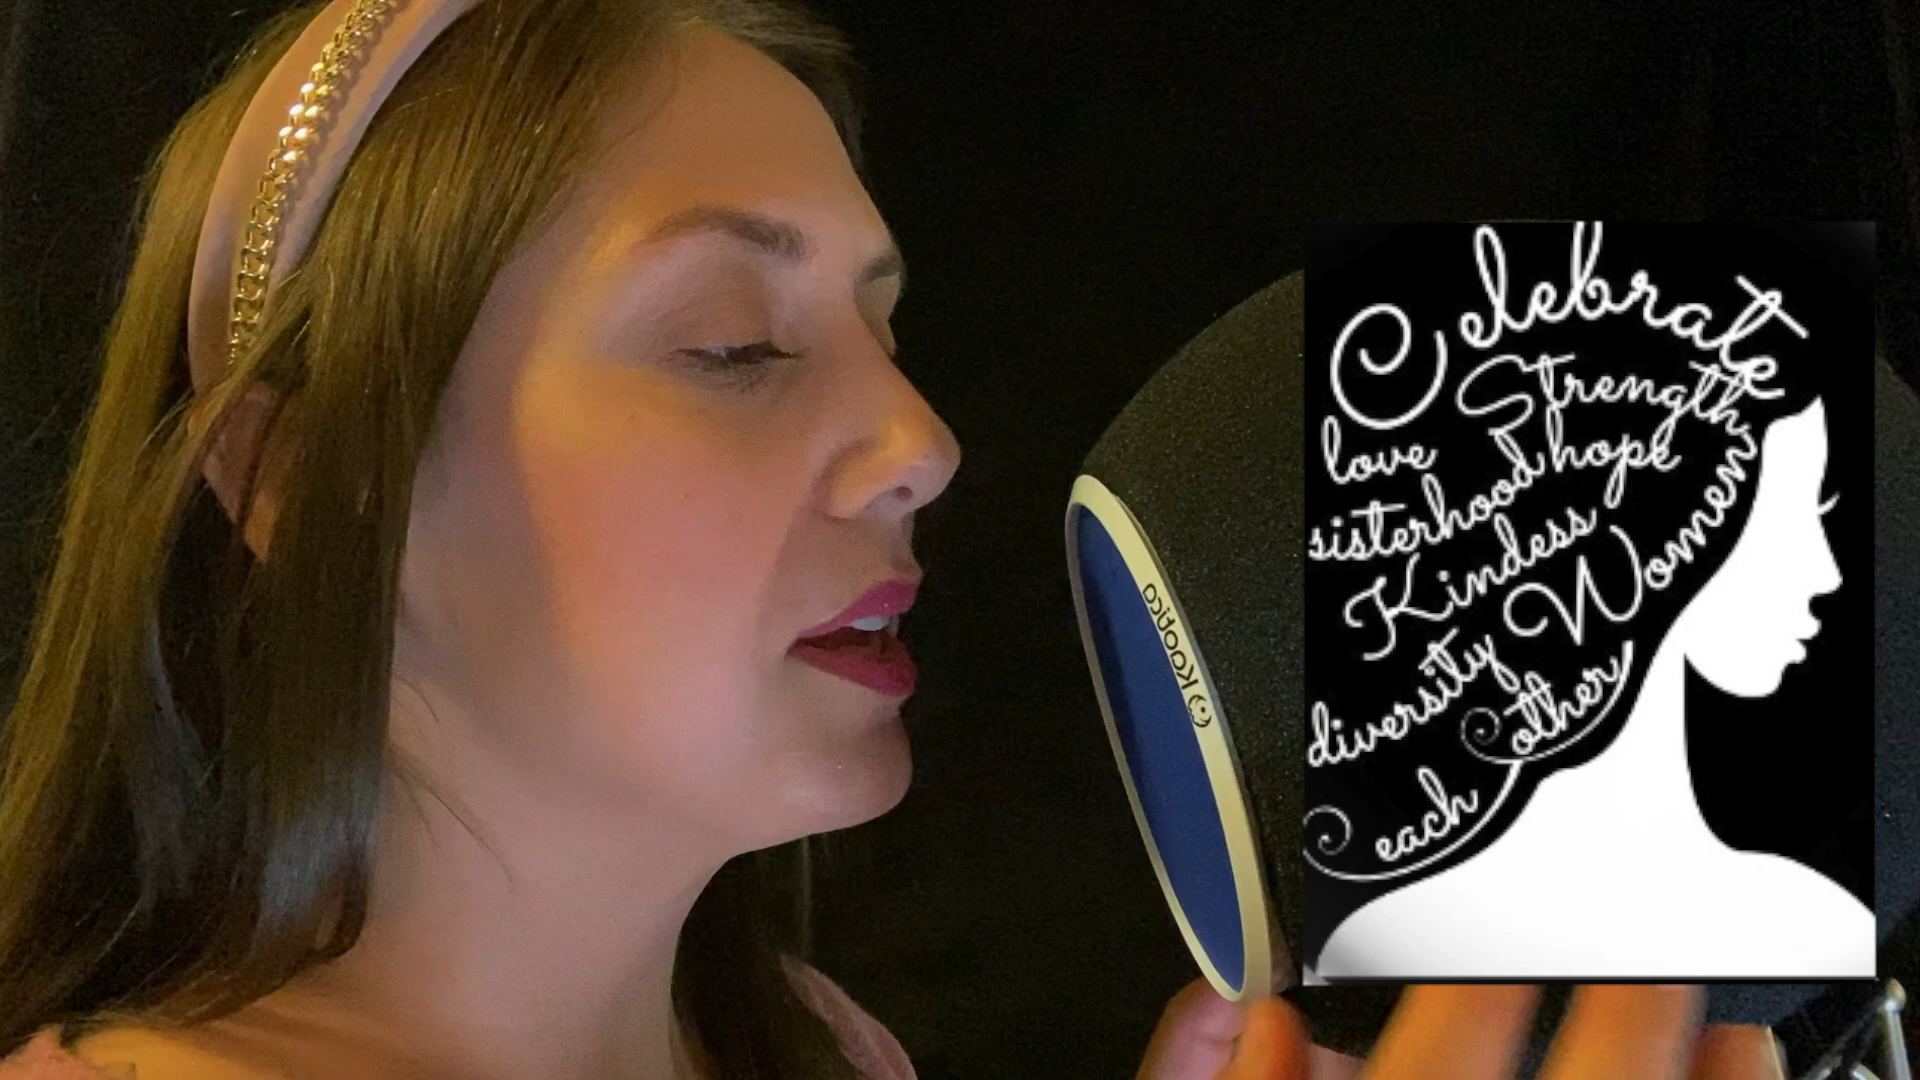 Celebrate
Strength
love hope
sisterhood
Kindess
Women
diversity
other
each
Kaotica